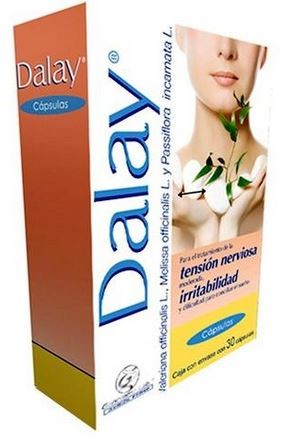 Dalay®
Cápsulas
Dalay®
Valeriana officinalis L., Melissa officinalis L. y Passiflora incarnata L.
Para el tratamiento de la
tensión nerviosa
moderada,
irritabilidad
y dificultad para conciliar el sueño
Cápsulas
Caja con envase con 30 cápsulas